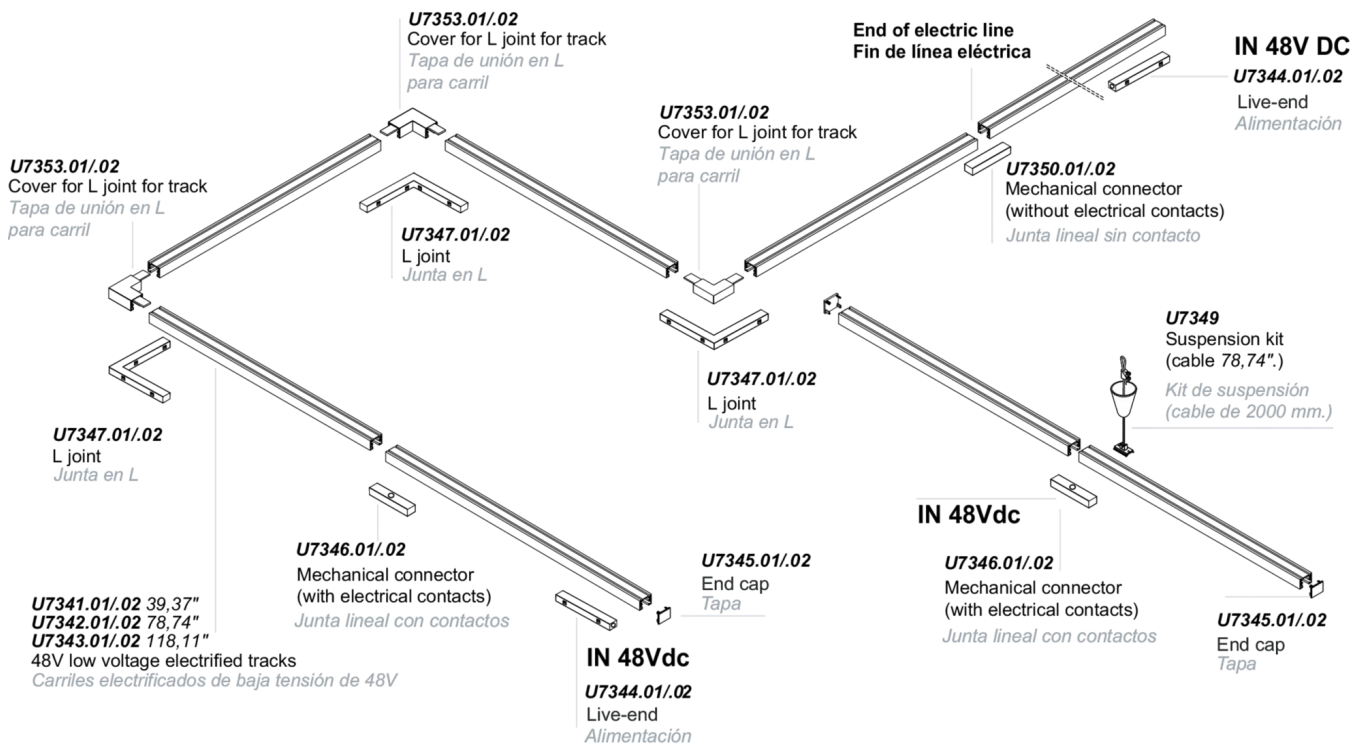 U7353.01/.02
Cover for L joint for track
Tapa de unión en L
para carril
End of electric line
Fin de línea eléctrica
IN 48V DC
U7344.01/.02
Live-end
Alimentación
U7353.01/.02
Cover for L joint for track
Tapa de unión en L
para carril
U7353.01/.02
Cover for L joint for track
Tapa de unión en L
para carril
U7350.01/.02
Mechanical connector
(without electrical contacts)
Junta lineal sin contacto
U7347.01/.02
L joint
Junta en L
U7349
Suspension kit
(cable 78,74".)
Kit de suspensión
(cable de 2000 mm.)
U7347.01/.02
L joint
Junta en L
U7347.01/.02
L joint
Junta en L
IN 48Vdc
U7346.01/.02
Mechanical connector
(with electrical contacts)
Junta lineal con contactos
U7345.01/.02
End cap
Tapa
U7346.01/.02
Mechanical connector
(with electrical contacts)
Junta lineal con contactos
U7345.01/.02
End cap
Tapa
U7341.01/.02 39,37"
U7342.01/.02 78,74"
U7343.01/.02 118,11"
48V low voltage electrified tracks
Carriles electrificados de baja tensión de 48V
IN 48Vdc
U7344.01/.02
Live-end
Alimentación